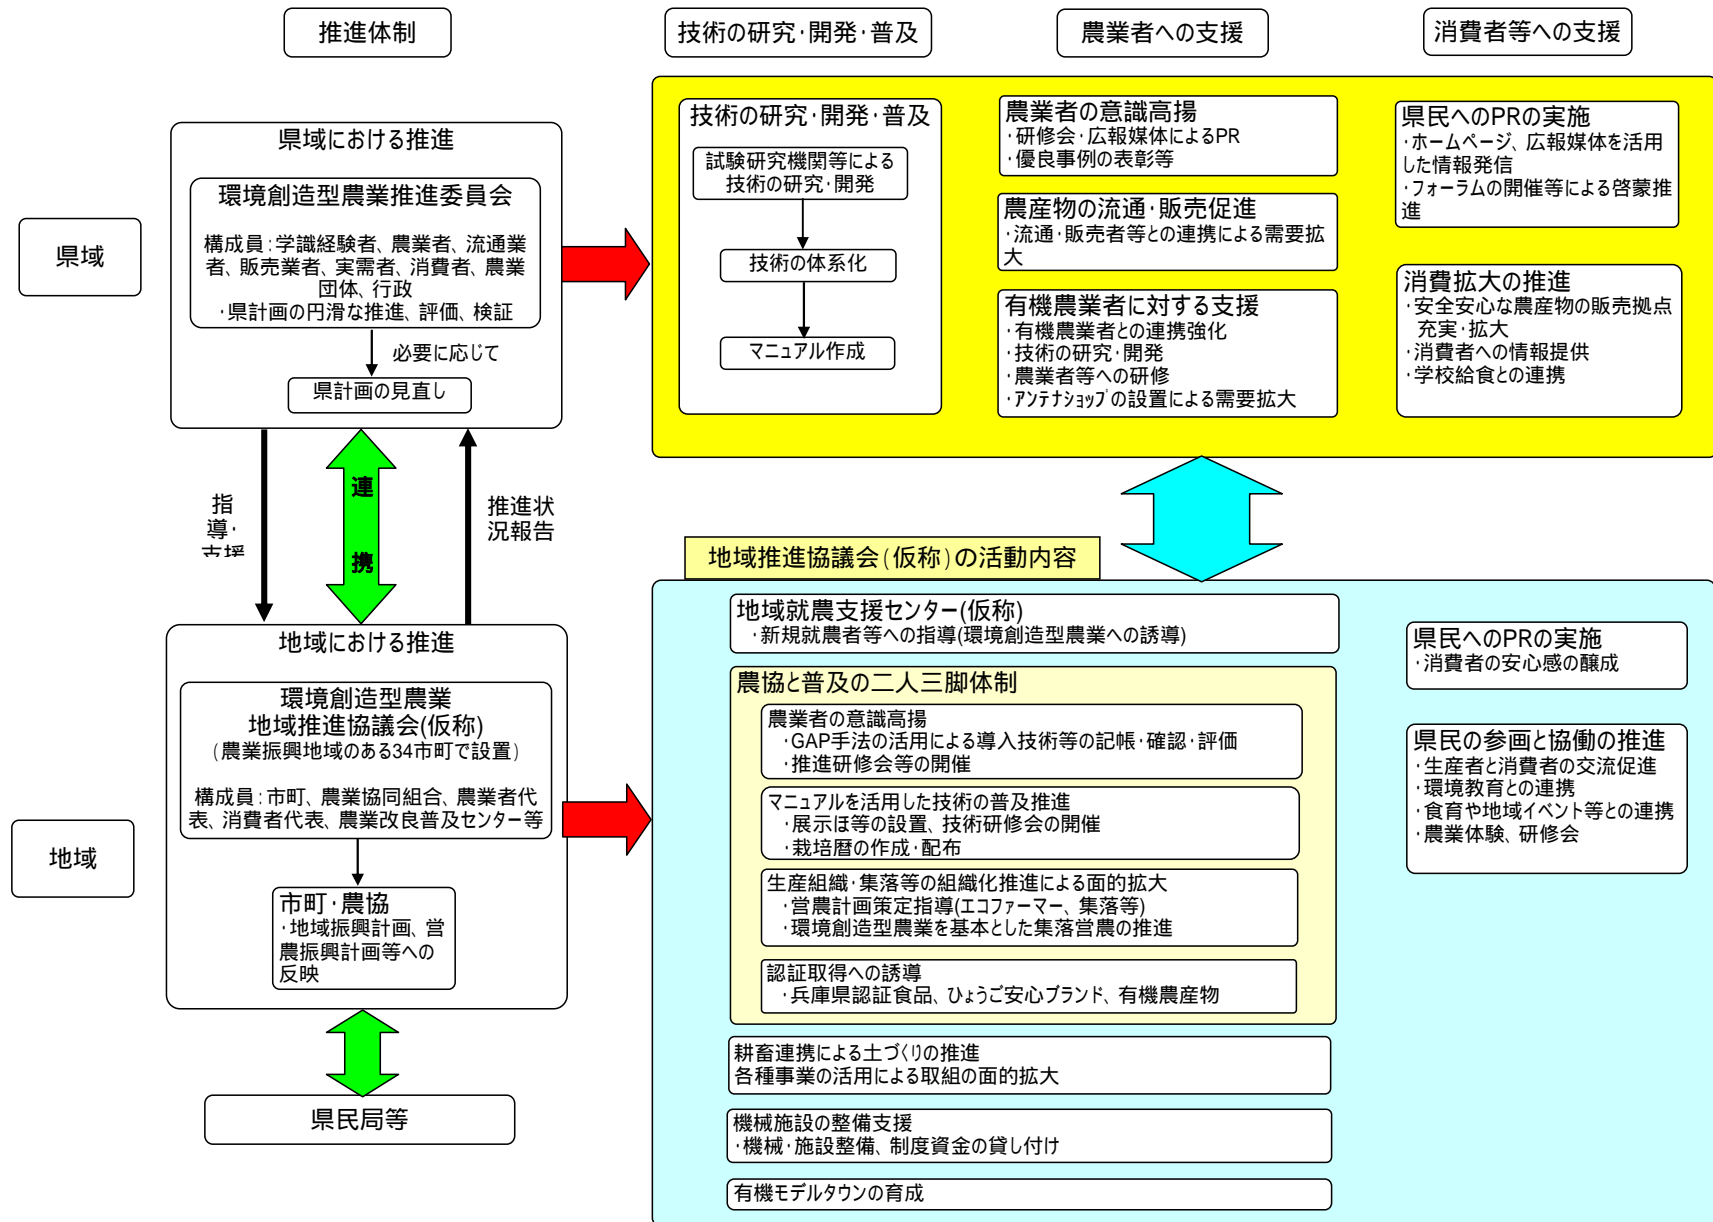 推進体制
技術の研究・開発・普及
農業者への支援
消費者等への支援
県域
県域における推進
環境創造型農業推進委員会
構成員：学識経験者、農業者、流通業
者、販売業者、実需者、消費者、農業
団体、行政
・県計画の円滑な推進、評価、検証
必要に応じて
県計画の見直し
技術の研究・開発・普及
試験研究機関等による
技術の研究・開発
技術の体系化
マニュアル作成
農業者の意識高揚
・研修会・広報媒体によるPR
・優良事例の表彰等
農産物の流通・販売促進
・流通・販売者等との連携による需要拡
大
有機農業者に対する支援
・有機農業者との連携強化
・技術の研究・開発
・農業者等への研修
・アンテナショップの設置による需要拡大
県民へのPRの実施
・ホームページ、広報媒体を活用
した情報発信
・フォーラムの開催等による啓蒙推
進
消費拡大の推進
・安全安心な農産物の販売拠点
充実・拡大
・消費者への情報提供
・学校給食との連携
指
導・
支援
連
携
推進状
況報告
地域
地域における推進
環境創造型農業
地域推進協議会(仮称)
(農業振興地域のある34市町で設置)
構成員：市町、農業協同組合、農業者代
表、消費者代表、農業改良普及センター等
市町・農協
・地域振興計画、営
農振興計画等への
反映
県民局等
地域推進協議会(仮称)の活動内容
地域就農支援センター(仮称)
・新規就農者等への指導(環境創造型農業への誘導)
農協と普及の二人三脚体制
農業者の意識高揚
・GAP手法の活用による導入技術等の記帳・確認・評価
・推進研修会等の開催
マニュアルを活用した技術の普及推進
・展示ほ等の設置、技術研修会の開催
・栽培暦の作成・配布
生産組織・集落等の組織化推進による面的拡大
・営農計画策定指導(エコファーマー、集落等)
・環境創造型農業を基本とした集落営農の推進
認証取得への誘導
・兵庫県認証食品、ひょうご安心ブランド、有機農産物
耕畜連携による土づくりの推進
各種事業の活用による取組の面的拡大
機械施設の整備支援
・機械・施設整備、制度資金の貸し付け
有機モデルタウンの育成
県民へのPRの実施
・消費者の安心感の醸成
県民の参画と協働の推進
・生産者と消費者の交流促進
・環境教育との連携
・食育や地域イベント等との連携
・農業体験、研修会